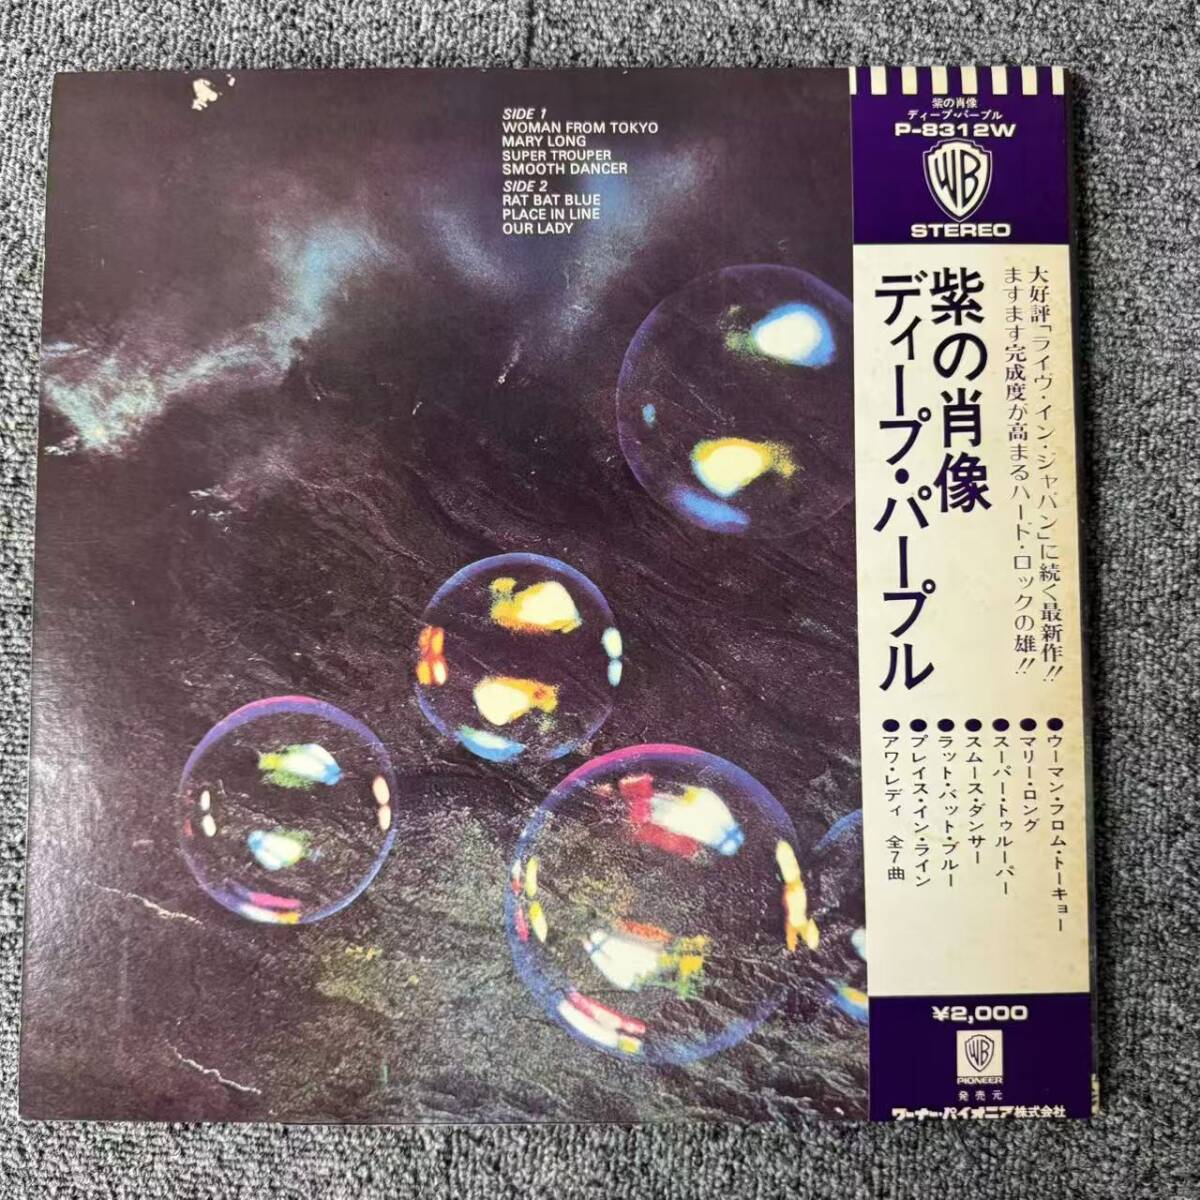 SIDE 1
WOMAN FROM TOKYO
MARY LONG
SUPER TROUPER
SMOOTH DANCER
SIDE 2
RAT BAT BLUE
PLACE IN LINE
OUR LADY
紫の肖像
ディープ・パープル
P-8312W
WB
STEREO
大好評「ライヴ・イン・ジャパン」に続く最新作!!
ますます完成度が高まるハード・ロックの雄!!
紫の肖像
ディープ・パープル
●ウーマン・フロム・トーキョー
●マリー・ロング
●スーパー・トゥルーパー
●スムース・ダンサー
●ラット・バット・ブルー
●プレイス・イン・ライン
●アワ・レディ 全7曲
¥2,000
WB
PIONEER
発売元
ワーナー・パイオニア株式会社